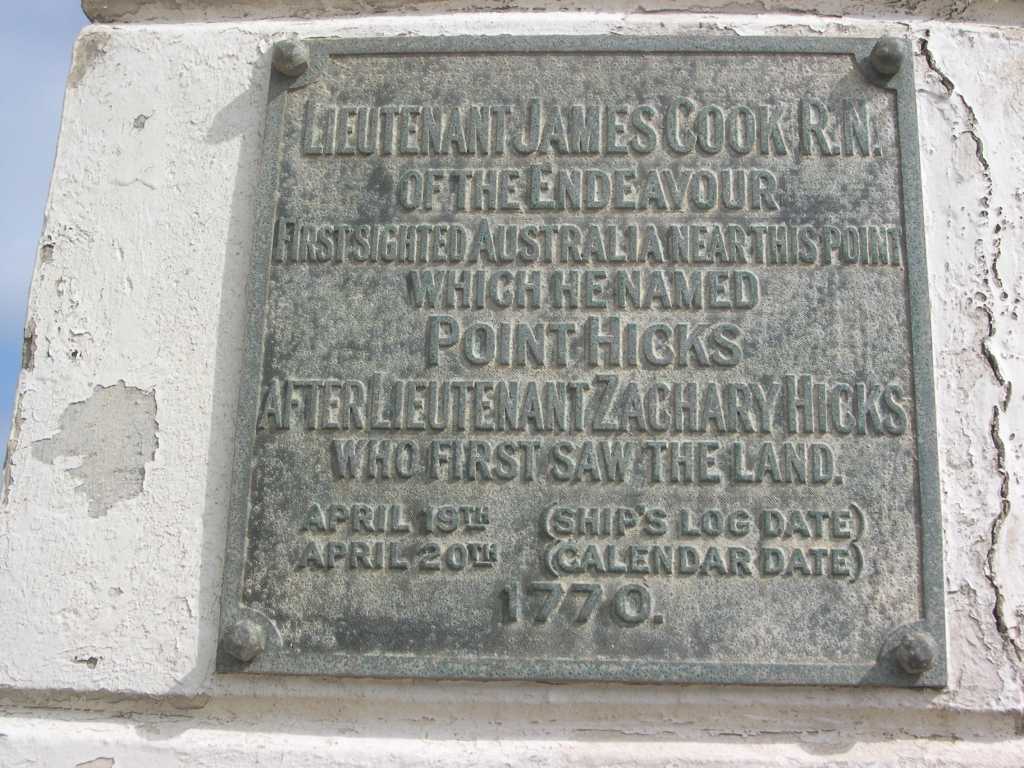 LIEUTENANT JAMES COOK R.N.
OF THE ENDEAVOUR
FIRST SIGHTED AUSTRALIA NEAR THIS POINT
WHICH HE NAMED
POINT HICKS
AFTER LIEUTENANT ZACHARY HICKS
WHO FIRST SAW THE LAND.
APRIL 19TH (SHIP'S LOG DATE)
APRIL 20TH (CALENDAR DATE)
1770.